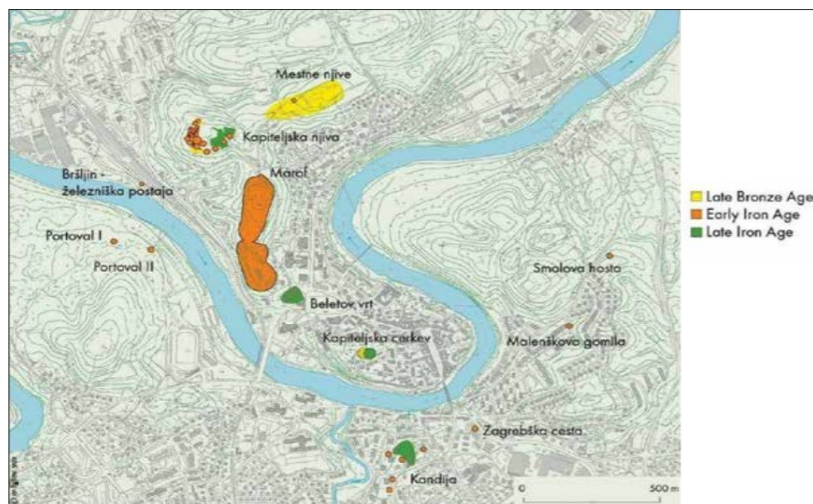 Mestne njive
Kapiteljska njiva
Marof
Bršljin -
železniška postaja
Portoval I
Portoval II
Smolova hosta
Beletov vrt
Kapiteljska cerkev
Malenškova gomila
Zagrebška cesta
Kandija
0 500 m
Late Bronze Age
Early Iron Age
Late Iron Age